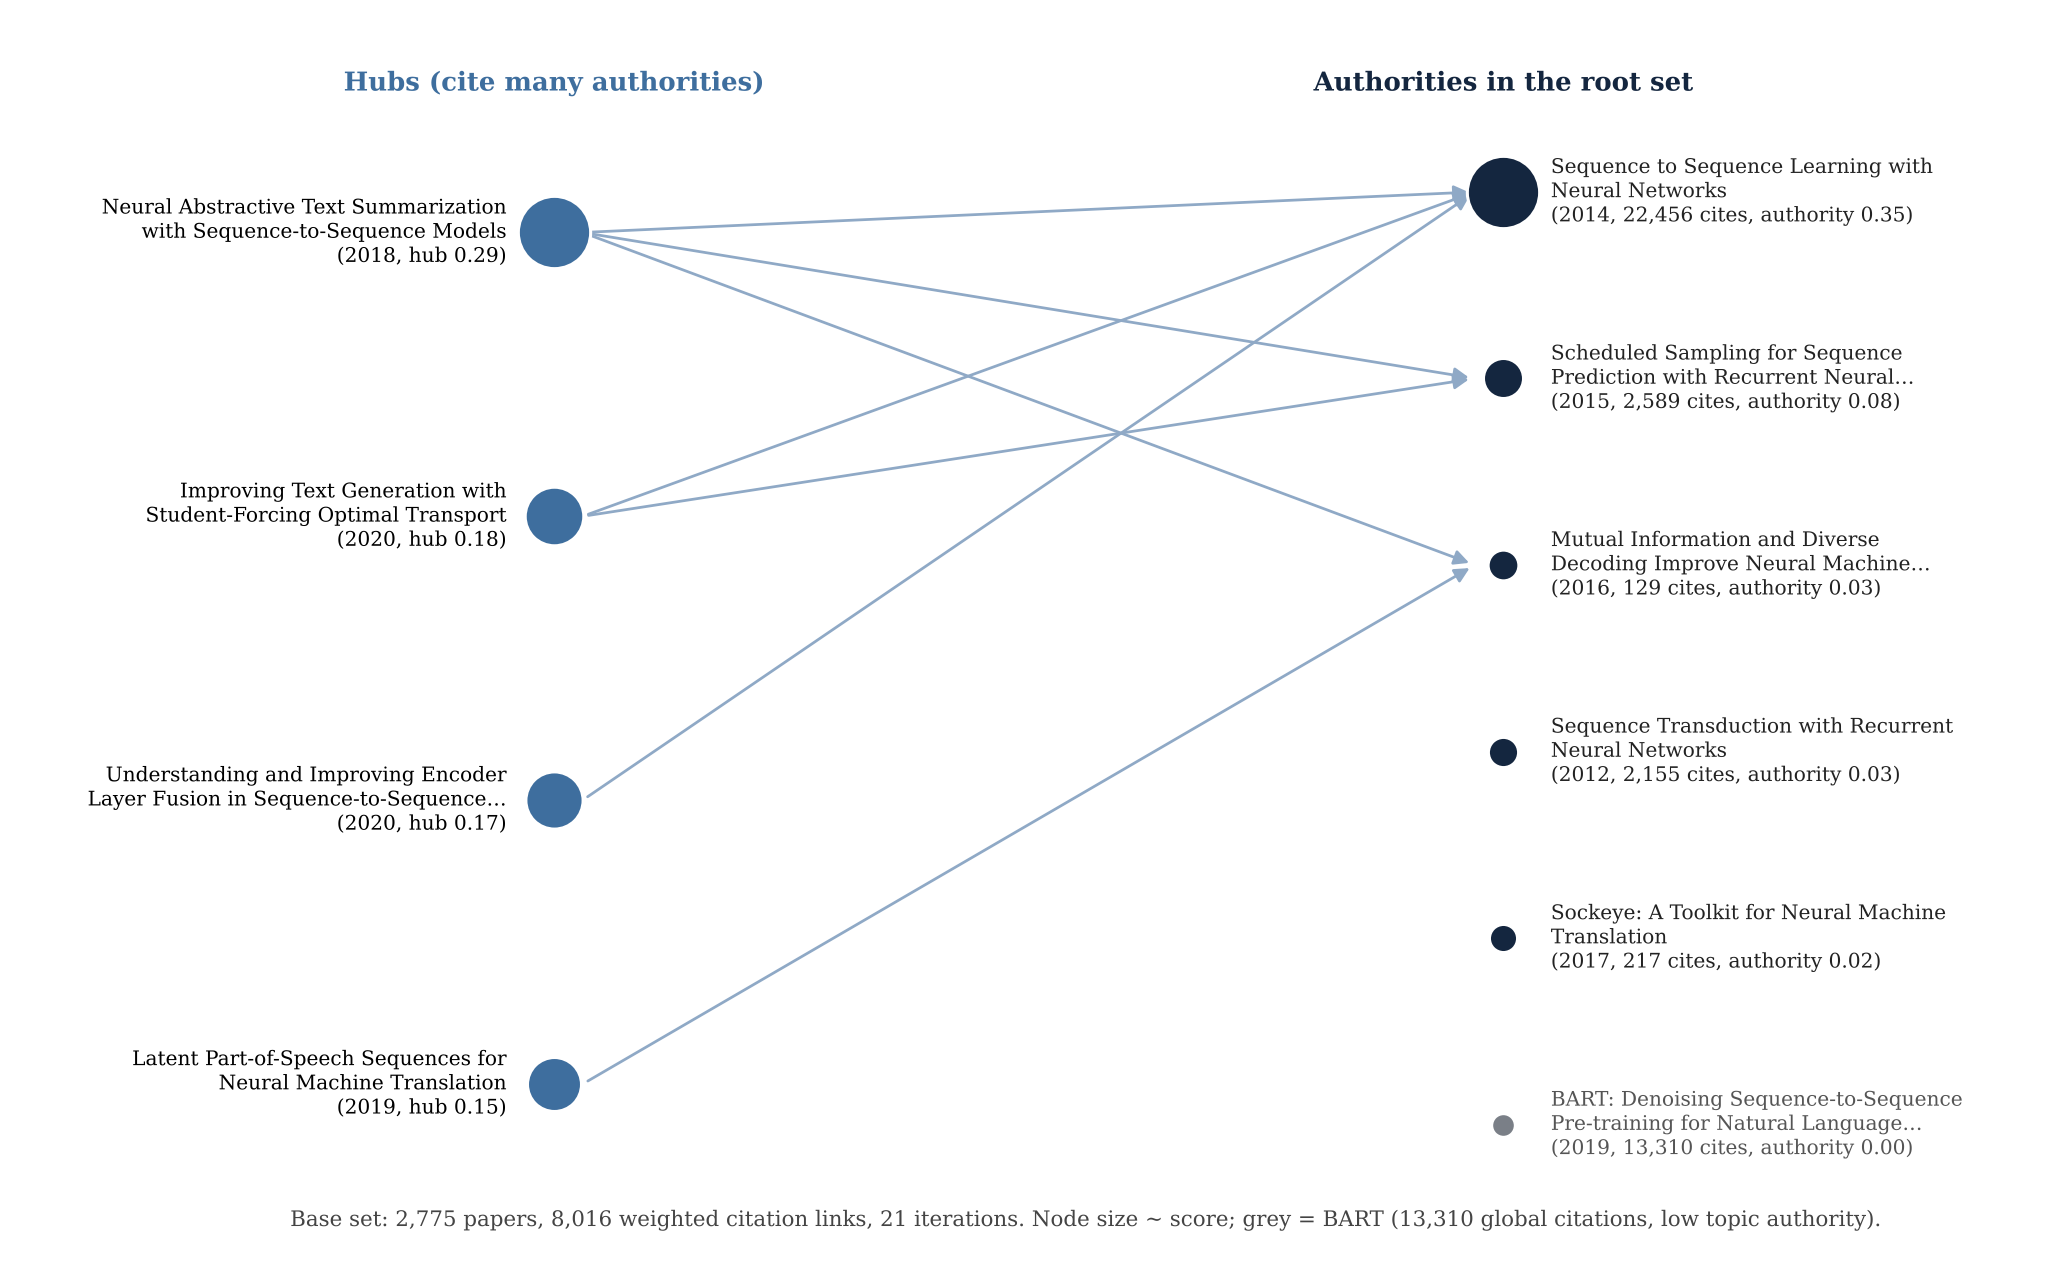 Hubs (cite many authorities)
Authorities in the root set
Neural Abstractive Text Summarization
with Sequence-to-Sequence Models
(2018, hub 0.29)
Improving Text Generation with
Student-Forcing Optimal Transport
(2020, hub 0.18)
Understanding and Improving Encoder
Layer Fusion in Sequence-to-Sequence...
(2020, hub 0.17)
Latent Part-of-Speech Sequences for
Neural Machine Translation
(2019, hub 0.15)
Sequence to Sequence Learning with
Neural Networks
(2014, 22,456 cites, authority 0.35)
Scheduled Sampling for Sequence
Prediction with Recurrent Neural...
(2015, 2,589 cites, authority 0.08)
Mutual Information and Diverse
Decoding Improve Neural Machine...
(2016, 129 cites, authority 0.03)
Sequence Transduction with Recurrent
Neural Networks
(2012, 2,155 cites, authority 0.03)
Sockeye: A Toolkit for Neural Machine
Translation
(2017, 217 cites, authority 0.02)
BART: Denoising Sequence-to-Sequence
Pre-training for Natural Language...
(2019, 13,310 cites, authority 0.00)
Base set: 2,775 papers, 8,016 weighted citation links, 21 iterations. Node size ~ score; grey = BART (13,310 global citations, low topic authority).